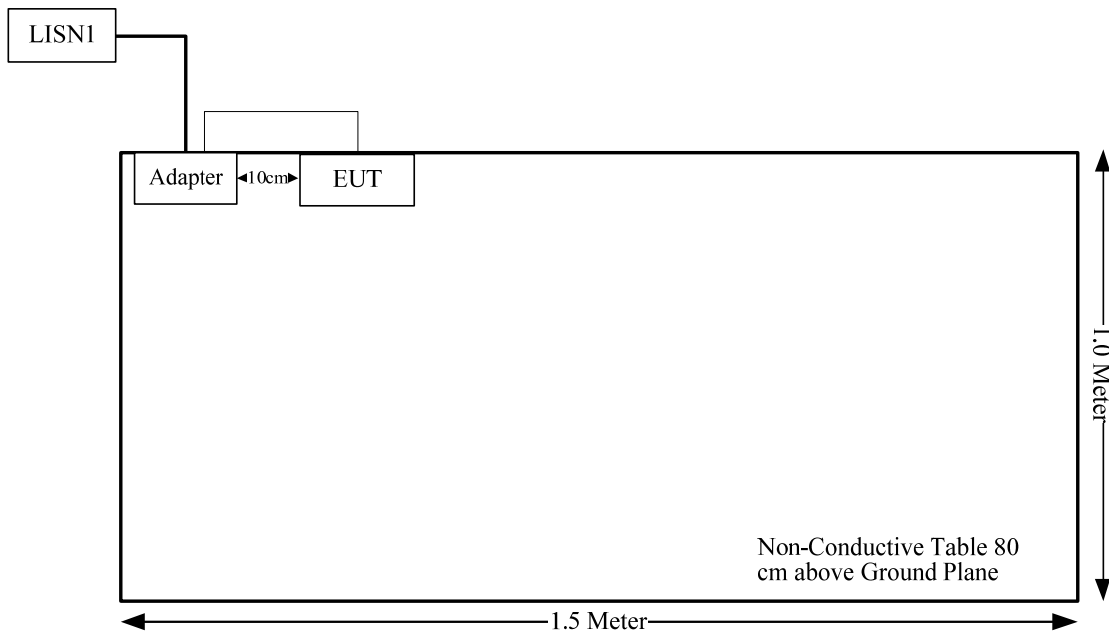 LISN1
Adapter
10cm
EUT
1.0 Meter
Non-Conductive Table 80
cm above Ground Plane
1.5 Meter